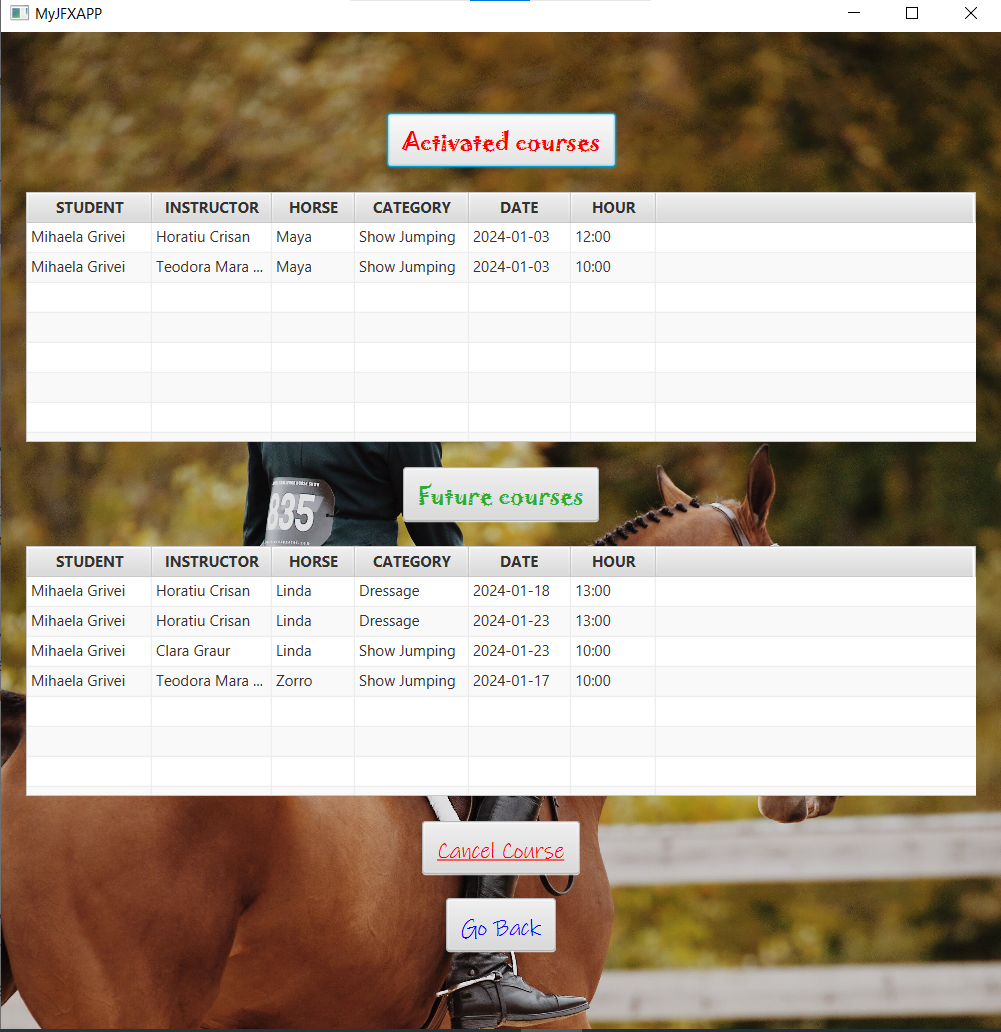 MyJFXAPP
Activated courses
STUDENT INSTRUCTOR HORSE CATEGORY DATE HOUR
Mihaela Grivei Horatiu Crisan Maya Show Jumping 2024-01-03 12:00
Mihaela Grivei Teodora Mara ... Maya Show Jumping 2024-01-03 10:00
835
Future courses
STUDENT INSTRUCTOR HORSE CATEGORY DATE HOUR
Mihaela Grivei Horatiu Crisan Linda Dressage 2024-01-18 13:00
Mihaela Grivei Horatiu Crisan Linda Dressage 2024-01-23 13:00
Mihaela Grivei Clara Graur Linda Show Jumping 2024-01-23 10:00
Mihaela Grivei Teodora Mara ... Zorro Show Jumping 2024-01-17 10:00
Cancel Course
Go Back